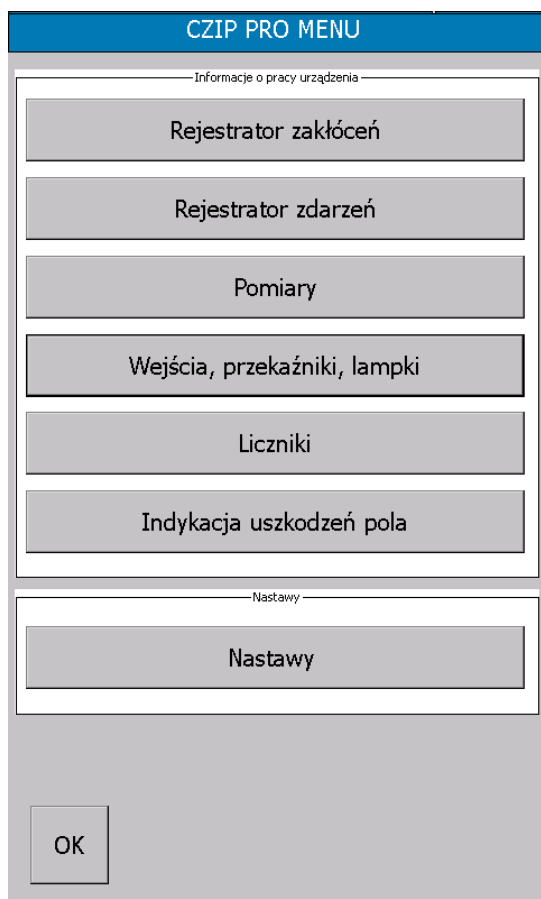 CZIP PRO MENU
Informacje o pracy urządzenia
Rejestrator zakłóceń
Rejestrator zdarzeń
Pomiary
Wejścia, przekaźniki, lampki
Liczniki
Indykacja uszkodzeń pola
Nastawy
Nastawy
OK